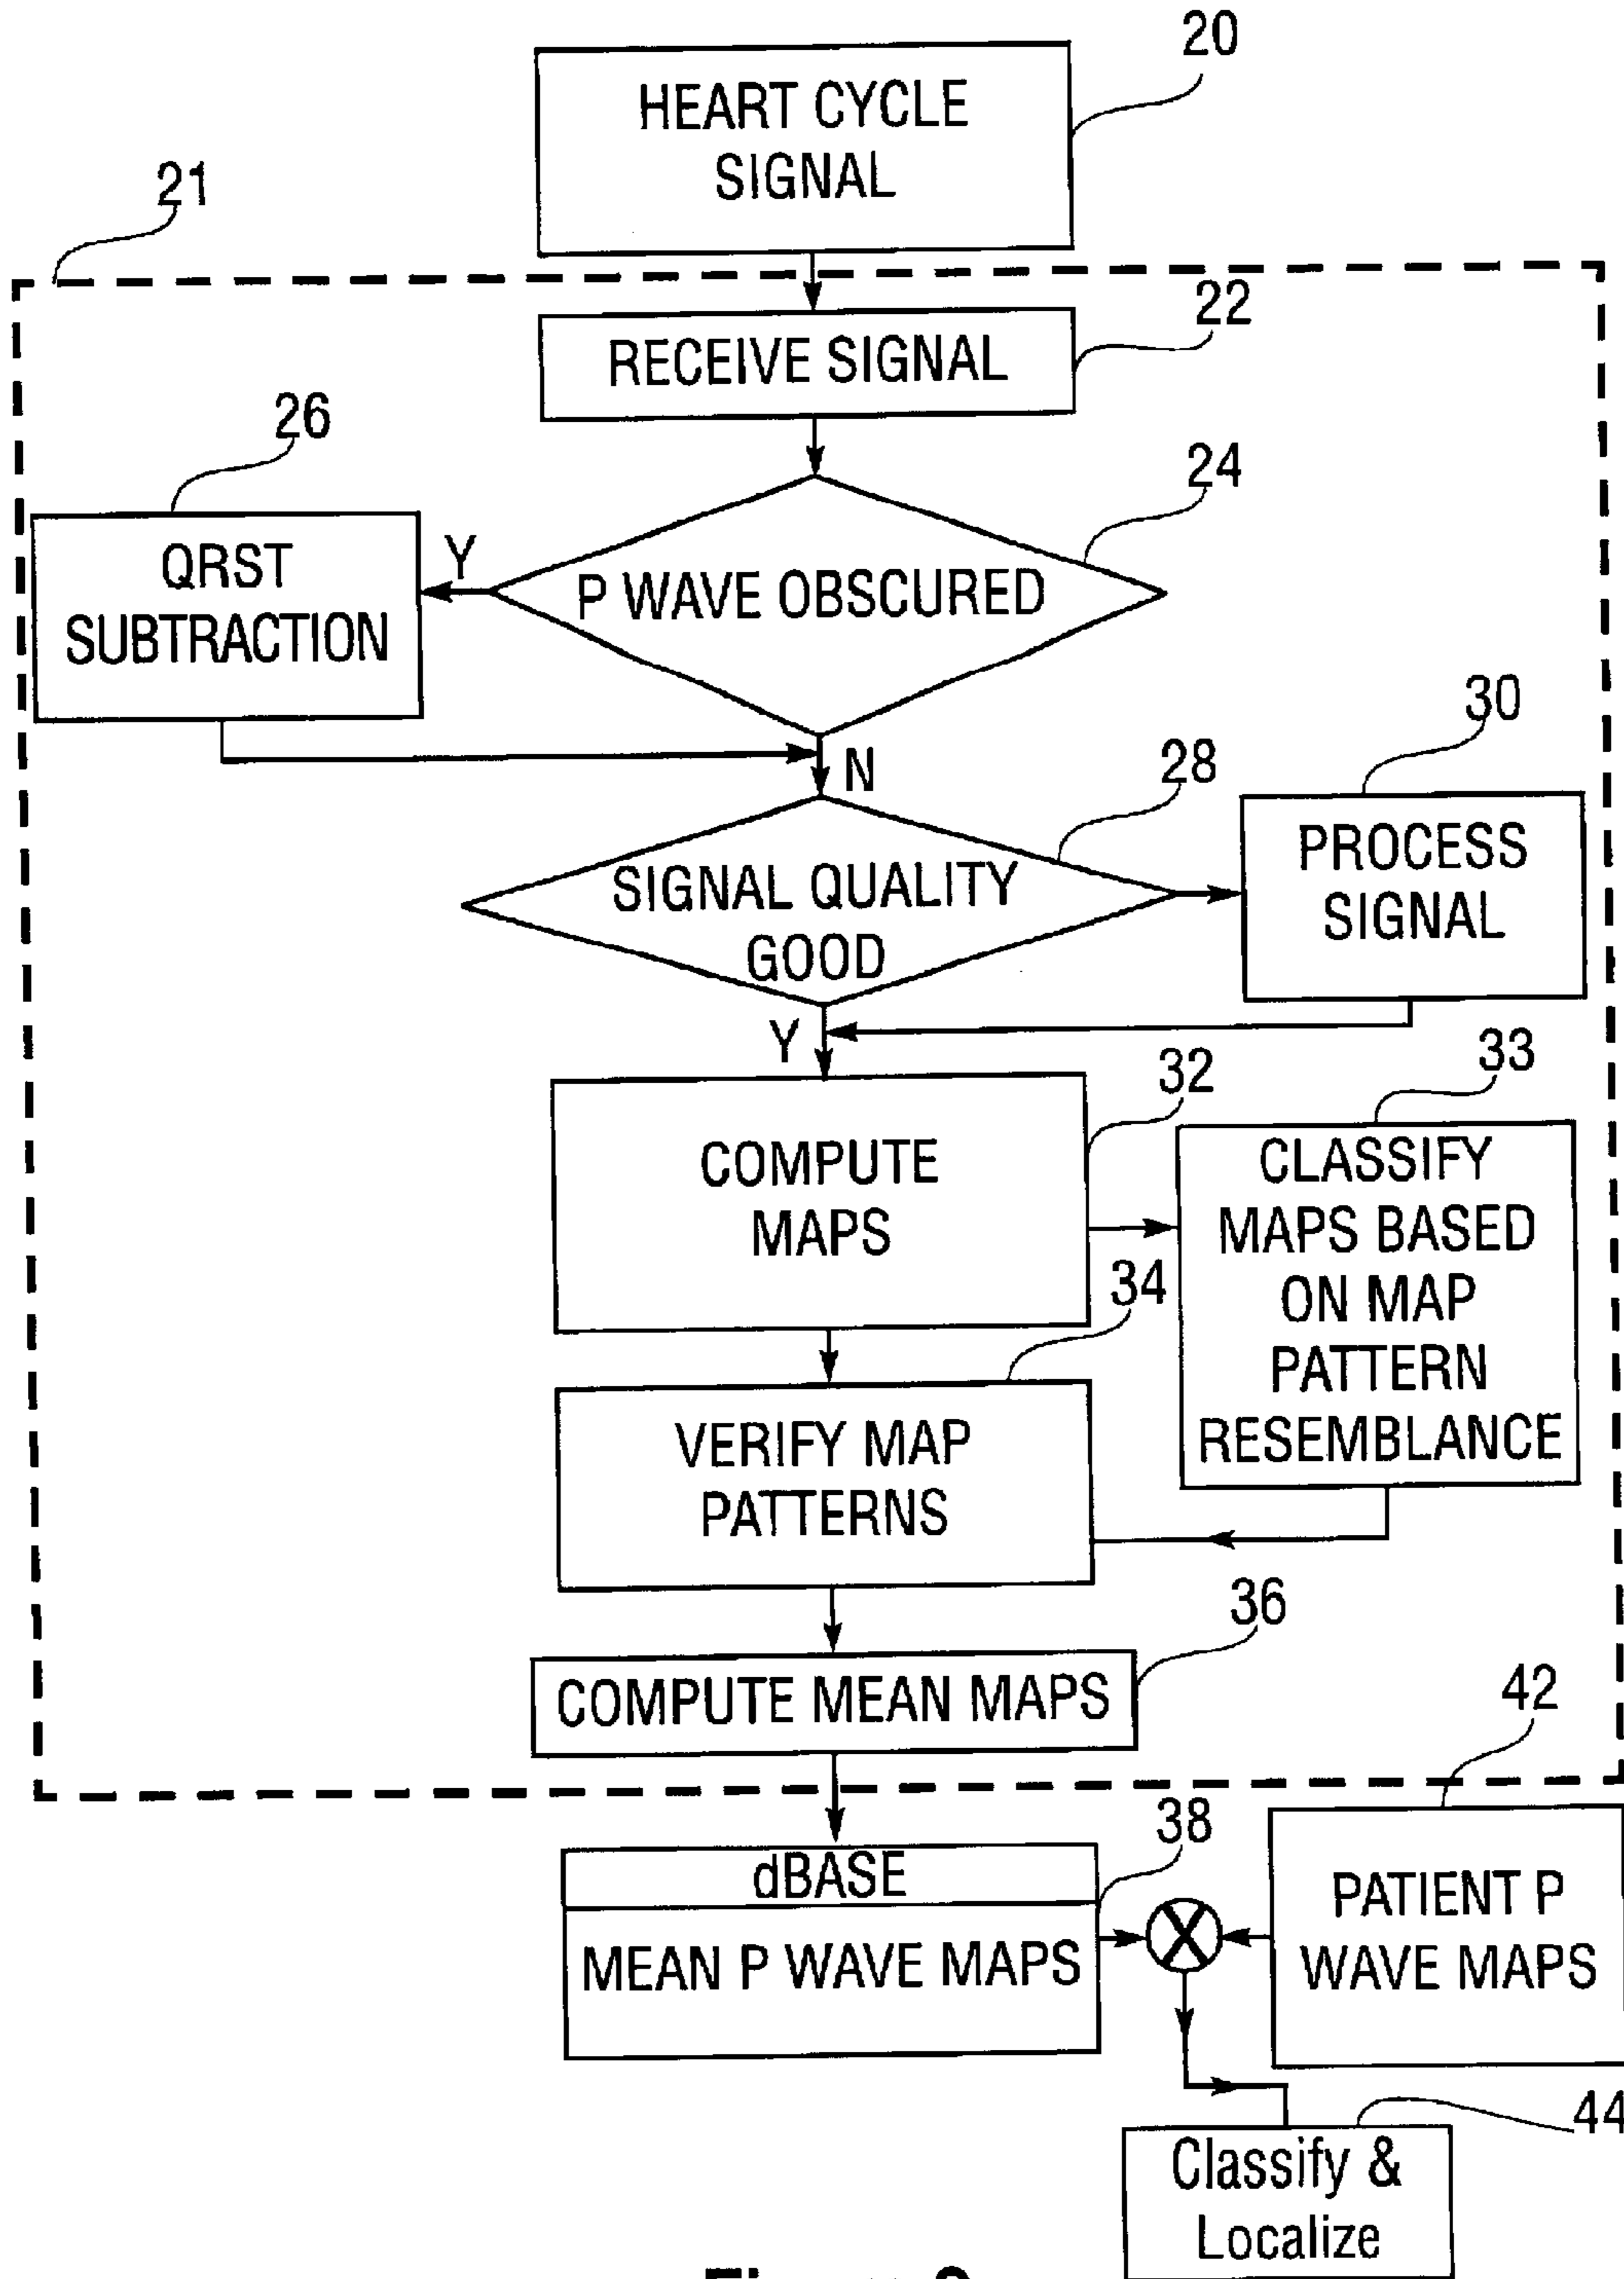 20
HEART CYCLE
SIGNAL
21
22
RECEIVE SIGNAL
26
24
QRST
SUBTRACTION
Y
P WAVE OBSCURED
30
N
28
PROCESS
SIGNAL
SIGNAL QUALITY
GOOD
Y
32
33
COMPUTE
MAPS
CLASSIFY
MAPS BASED
ON MAP
PATTERN
RESEMBLANCE
34
VERIFY MAP
PATTERNS
36
COMPUTE MEAN MAPS
42
38
dBASE
MEAN P WAVE MAPS
X
PATIENT P
WAVE MAPS
44
Classify &
Localize